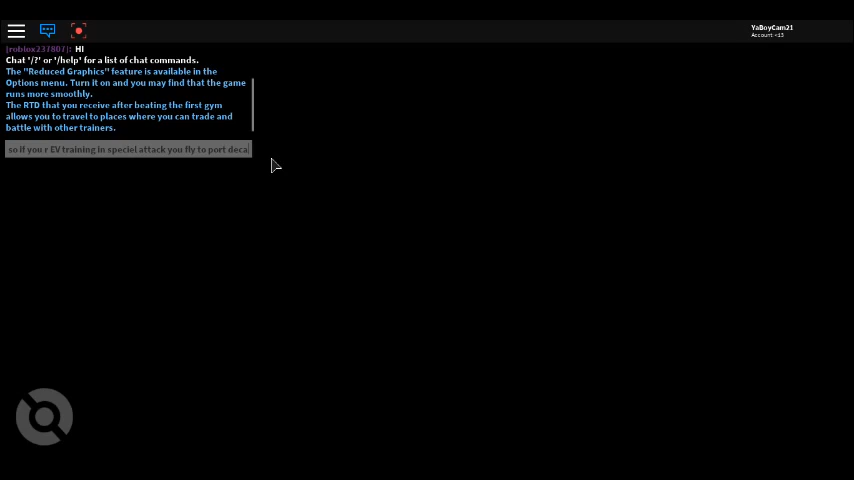 YaBoyCam21
Account <13
[roblox237807]: HI
Chat '/?' or '/help' for a list of chat commands.
The "Reduced Graphics" feature is available in the
Options menu. Turn it on and you may find that the game
runs more smoothly.
The RTD that you receive after beating the first gym
allows you to travel to places where you can trade and
battle with other trainers.
so if you r EV training in speciel attack you fly to port deca